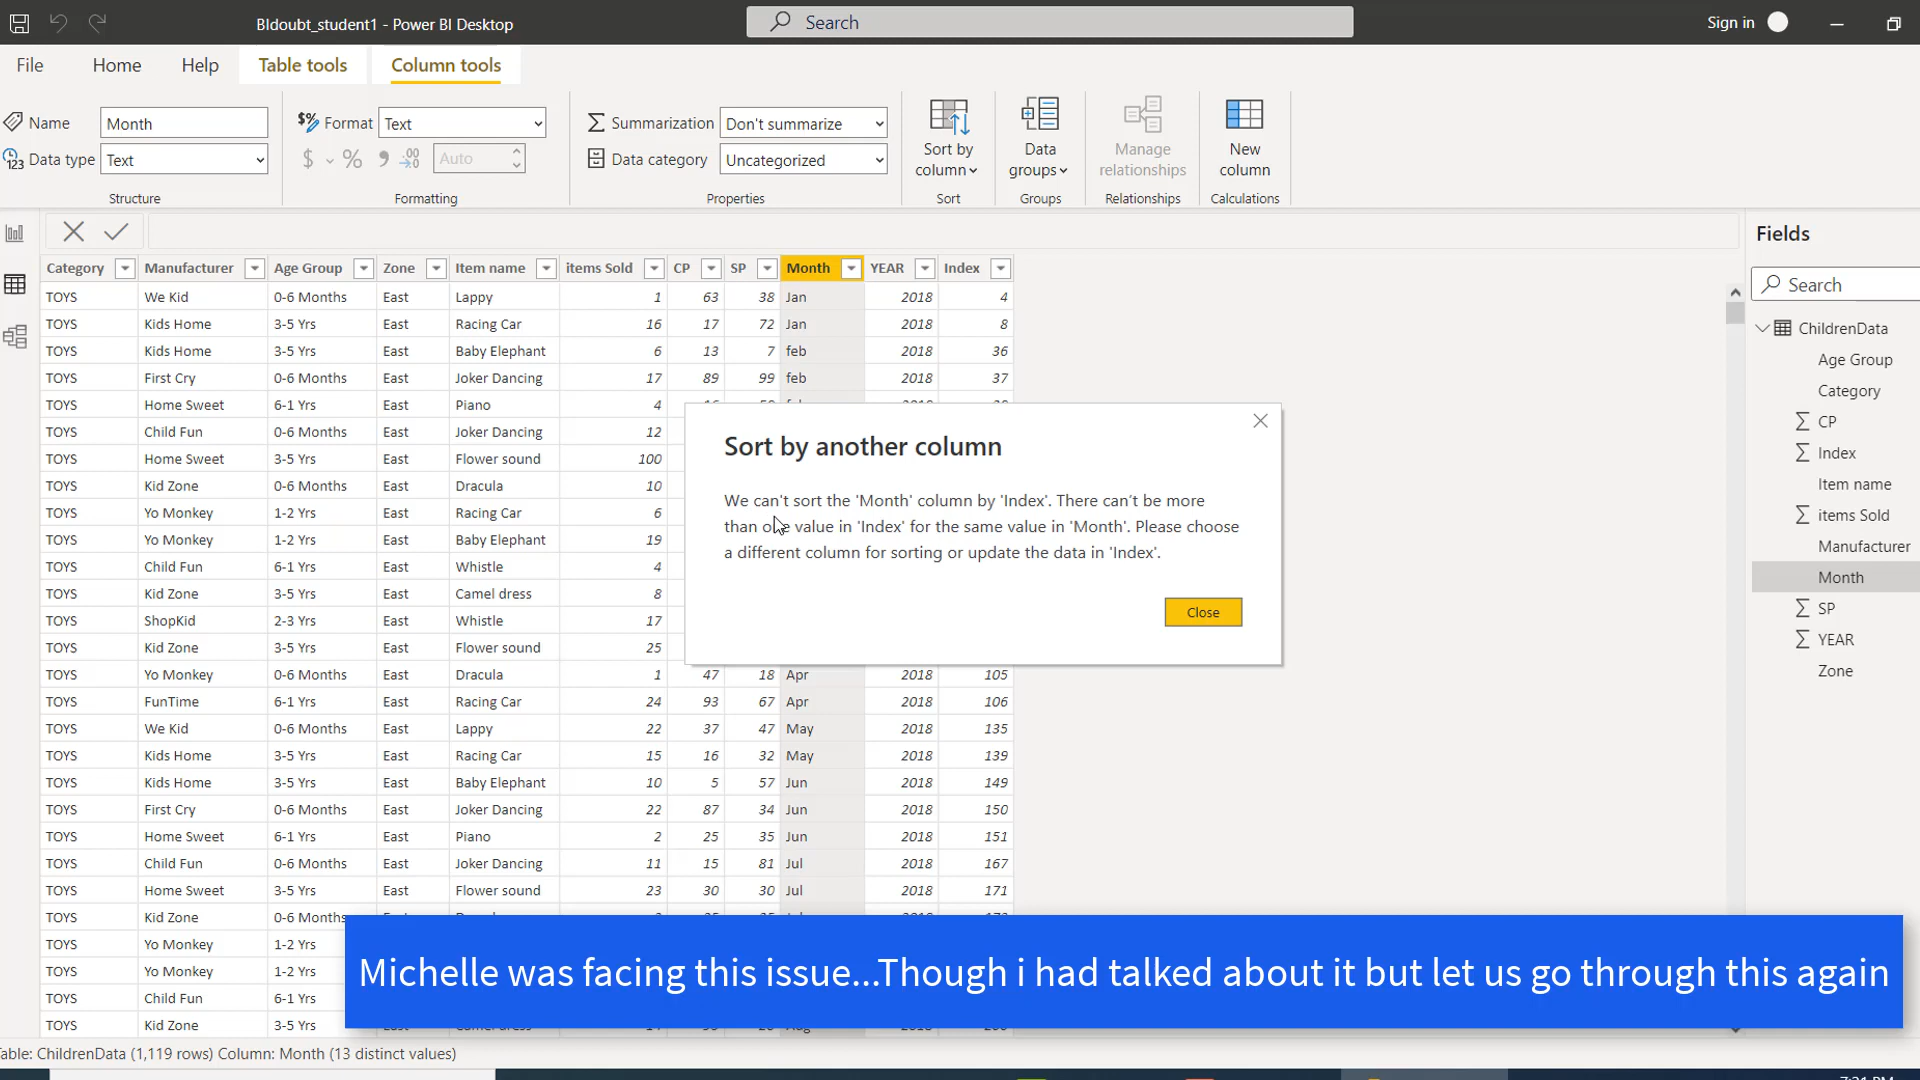 BIdoubt_student1 - Power BI Desktop
Search
Sign in
File Home Help Table tools Column tools
Name Month
$% Format Text
Summarization Don't summarize
Data type Text
$ % 9 .00 Auto
Data category Uncategorized
Sort by column
Data groups
Manage relationships
New column
Structure Formatting Properties Sort Groups Relationships Calculations
Category Manufacturer Age Group Zone Item name items Sold CP SP Month YEAR Index
TOYS We Kid 0-6 Months East Lappy 1 63 38 Jan 2018 4
TOYS Kids Home 3-5 Yrs East Racing Car 16 17 72 Jan 2018 8
TOYS Kids Home 3-5 Yrs East Baby Elephant 6 13 7 feb 2018 36
TOYS First Cry 0-6 Months East Joker Dancing 17 89 99 feb 2018 37
TOYS Home Sweet 6-1 Yrs East Piano 4
TOYS Child Fun 0-6 Months East Joker Dancing 12
TOYS Home Sweet 3-5 Yrs East Flower sound 100
TOYS Kid Zone 0-6 Months East Dracula 10
TOYS Yo Monkey 1-2 Yrs East Racing Car 6
TOYS Yo Monkey 1-2 Yrs East Baby Elephant 19
TOYS Child Fun 6-1 Yrs East Whistle 4
TOYS Kid Zone 3-5 Yrs East Camel dress 8
TOYS ShopKid 2-3 Yrs East Whistle 17
TOYS Kid Zone 3-5 Yrs East Flower sound 25
TOYS Yo Monkey 0-6 Months East Dracula 1 47 18 Apr 2018 105
TOYS FunTime 6-1 Yrs East Racing Car 24 93 67 Apr 2018 106
TOYS We Kid 0-6 Months East Lappy 22 37 47 May 2018 135
TOYS Kids Home 3-5 Yrs East Racing Car 15 16 32 May 2018 139
TOYS Kids Home 3-5 Yrs East Baby Elephant 10 5 57 Jun 2018 149
TOYS First Cry 0-6 Months East Joker Dancing 22 87 34 Jun 2018 150
TOYS Home Sweet 6-1 Yrs East Piano 2 25 35 Jun 2018 151
TOYS Child Fun 0-6 Months East Joker Dancing 11 15 81 Jul 2018 167
TOYS Home Sweet 3-5 Yrs East Flower sound 23 30 30 Jul 2018 171
TOYS Kid Zone 0-6 Months
TOYS Yo Monkey 1-2 Yrs
TOYS Yo Monkey 1-2 Yrs
TOYS Child Fun 6-1 Yrs
TOYS Kid Zone 3-5 Yrs
Sort by another column
We can't sort the 'Month' column by 'Index'. There can't be more
than one value in 'Index' for the same value in 'Month'. Please choose
a different column for sorting or update the data in 'Index'.
Close
Fields
Search
ChildrenData
Age Group
Category
CP
Index
Item name
items Sold
Manufacturer
Month
SP
YEAR
Zone
Michelle was facing this issue...Though i had talked about it but let us go through this again
able: ChildrenData (1,119 rows) Column: Month (13 distinct values)